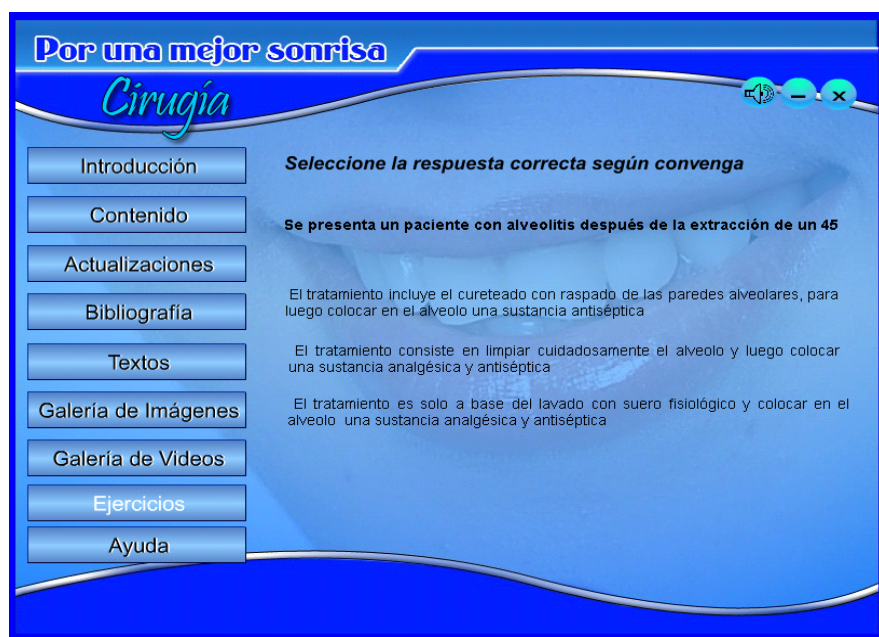 Por una mejor sonrisa
Cirugía
Introducción
Contenido
Actualizaciones
Bibliografía
Textos
Galería de Imágenes
Galería de Videos
Ejercicios
Ayuda
Seleccione la respuesta correcta según convenga
Se presenta un paciente con alveolitis después de la extracción de un 45
El tratamiento incluye el cureteado con raspado de las paredes alveolares, para
luego colocar en el alveolo una sustancia antiséptica
El tratamiento consiste en limpiar cuidadosamente el alveolo y luego colocar
una sustancia analgésica y antiséptica
El tratamiento es solo a base del lavado con suero fisiológico y colocar en el
alveolo una sustancia analgésica y antiséptica